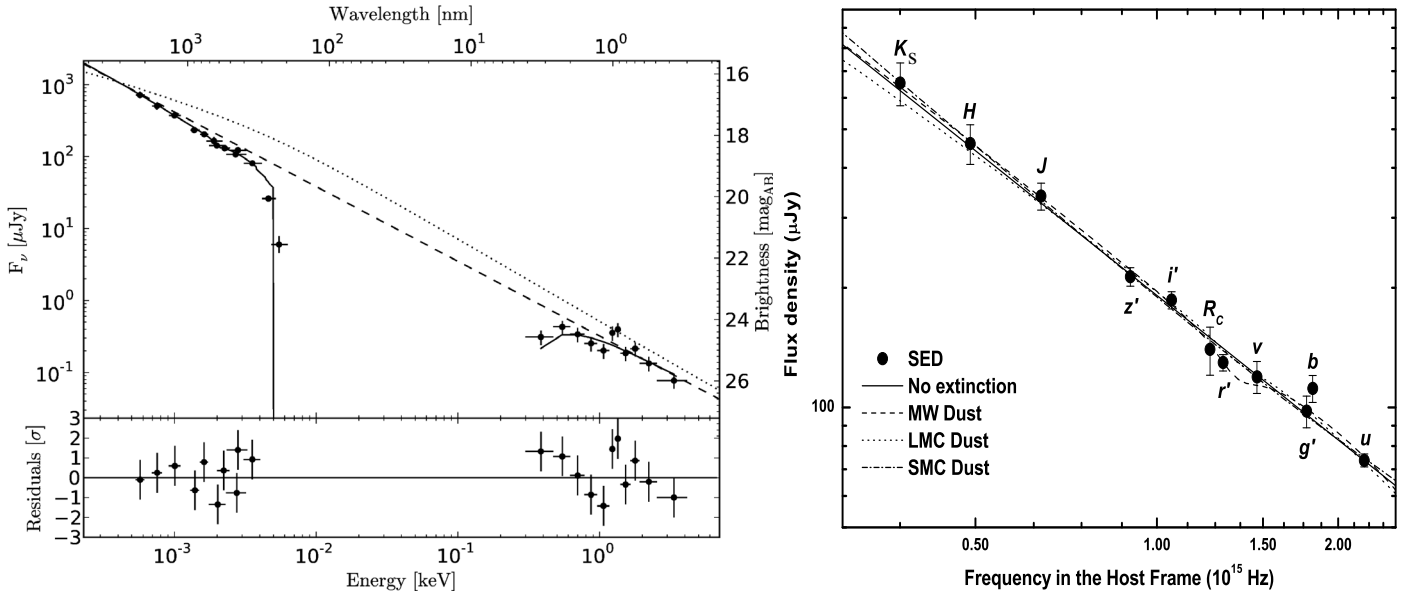 Wavelength [nm]
10³ 10² 10¹ 10⁰
10³
10²
10¹
10⁰
10⁻¹
F_ν [μJy]
16
18
20
22
24
26
Brightness [mag_AB]
3
2
1
0
−1
−2
−3
Residuals [σ]
10⁻³ 10⁻² 10⁻¹ 10⁰
Energy [keV]
Flux density (μJy)
100
K_S
H
J
z'
i'
R_C
r'
v
b
g'
u
SED
No extinction
MW Dust
LMC Dust
SMC Dust
0.50 1.00 1.50 2.00
Frequency in the Host Frame (10¹⁵ Hz)